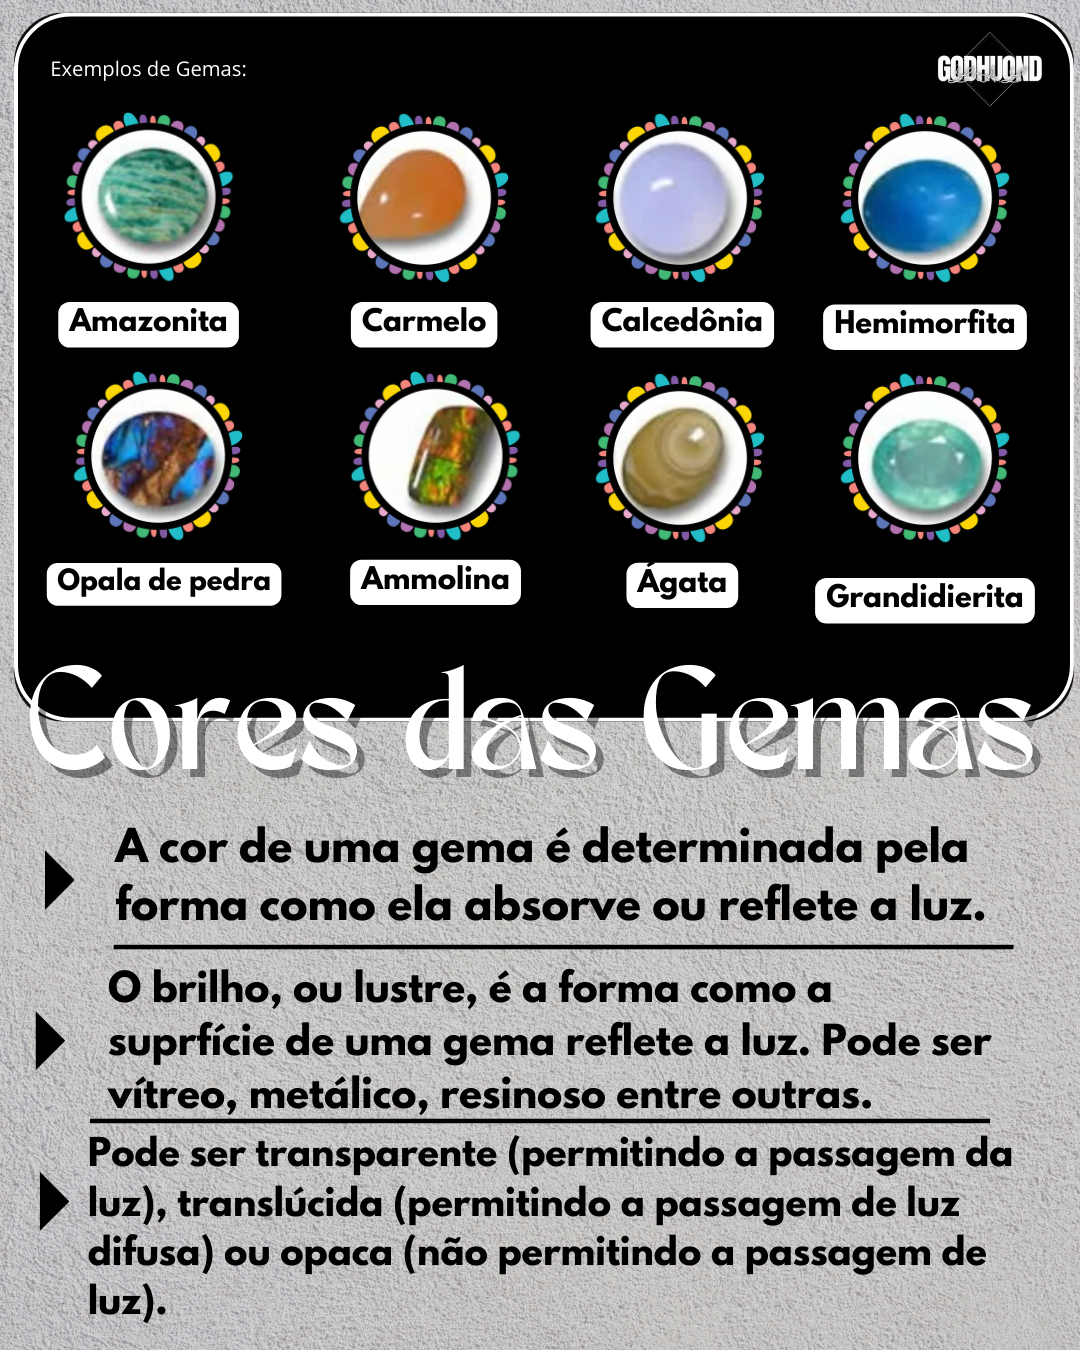 Exemplos de Gemas:
GODHUOND
Amazonita
Carmelo
Calcedônia
Hemimorfita
Opala de pedra
Ammolina
Ágata
Grandidierita
Cores das Gemas
A cor de uma gema é determinada pela
forma como ela absorve ou reflete a luz.
O brilho, ou lustre, é a forma como a
suprfície de uma gema reflete a luz. Pode ser
vítreo, metálico, resinoso entre outras.
Pode ser transparente (permitindo a passagem da
luz), translúcida (permitindo a passagem de luz
difusa) ou opaca (não permitindo a passagem de
luz).